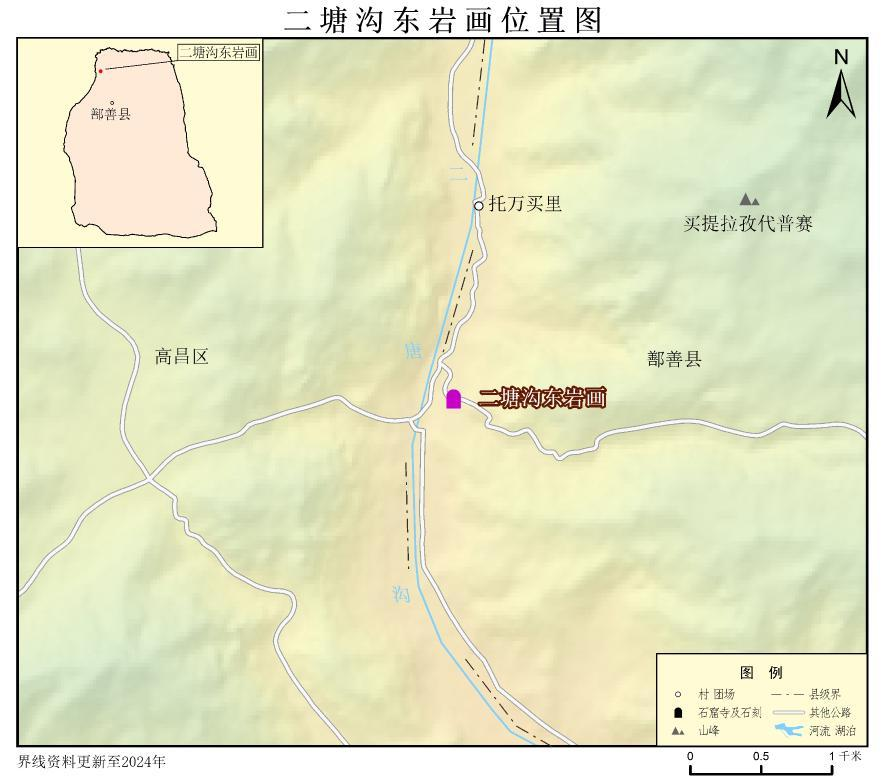 二塘沟东岩画位置图
二塘沟东岩画
鄯善县
N
二
托万买里
买提拉孜代普赛
唐
高昌区
鄯善县
二塘沟东岩画
沟
图 例
村 团场
县级界
石窟寺及石刻
其他公路
山峰
河流 湖泊
界线资料更新至2024年
0 0.5 1 千米